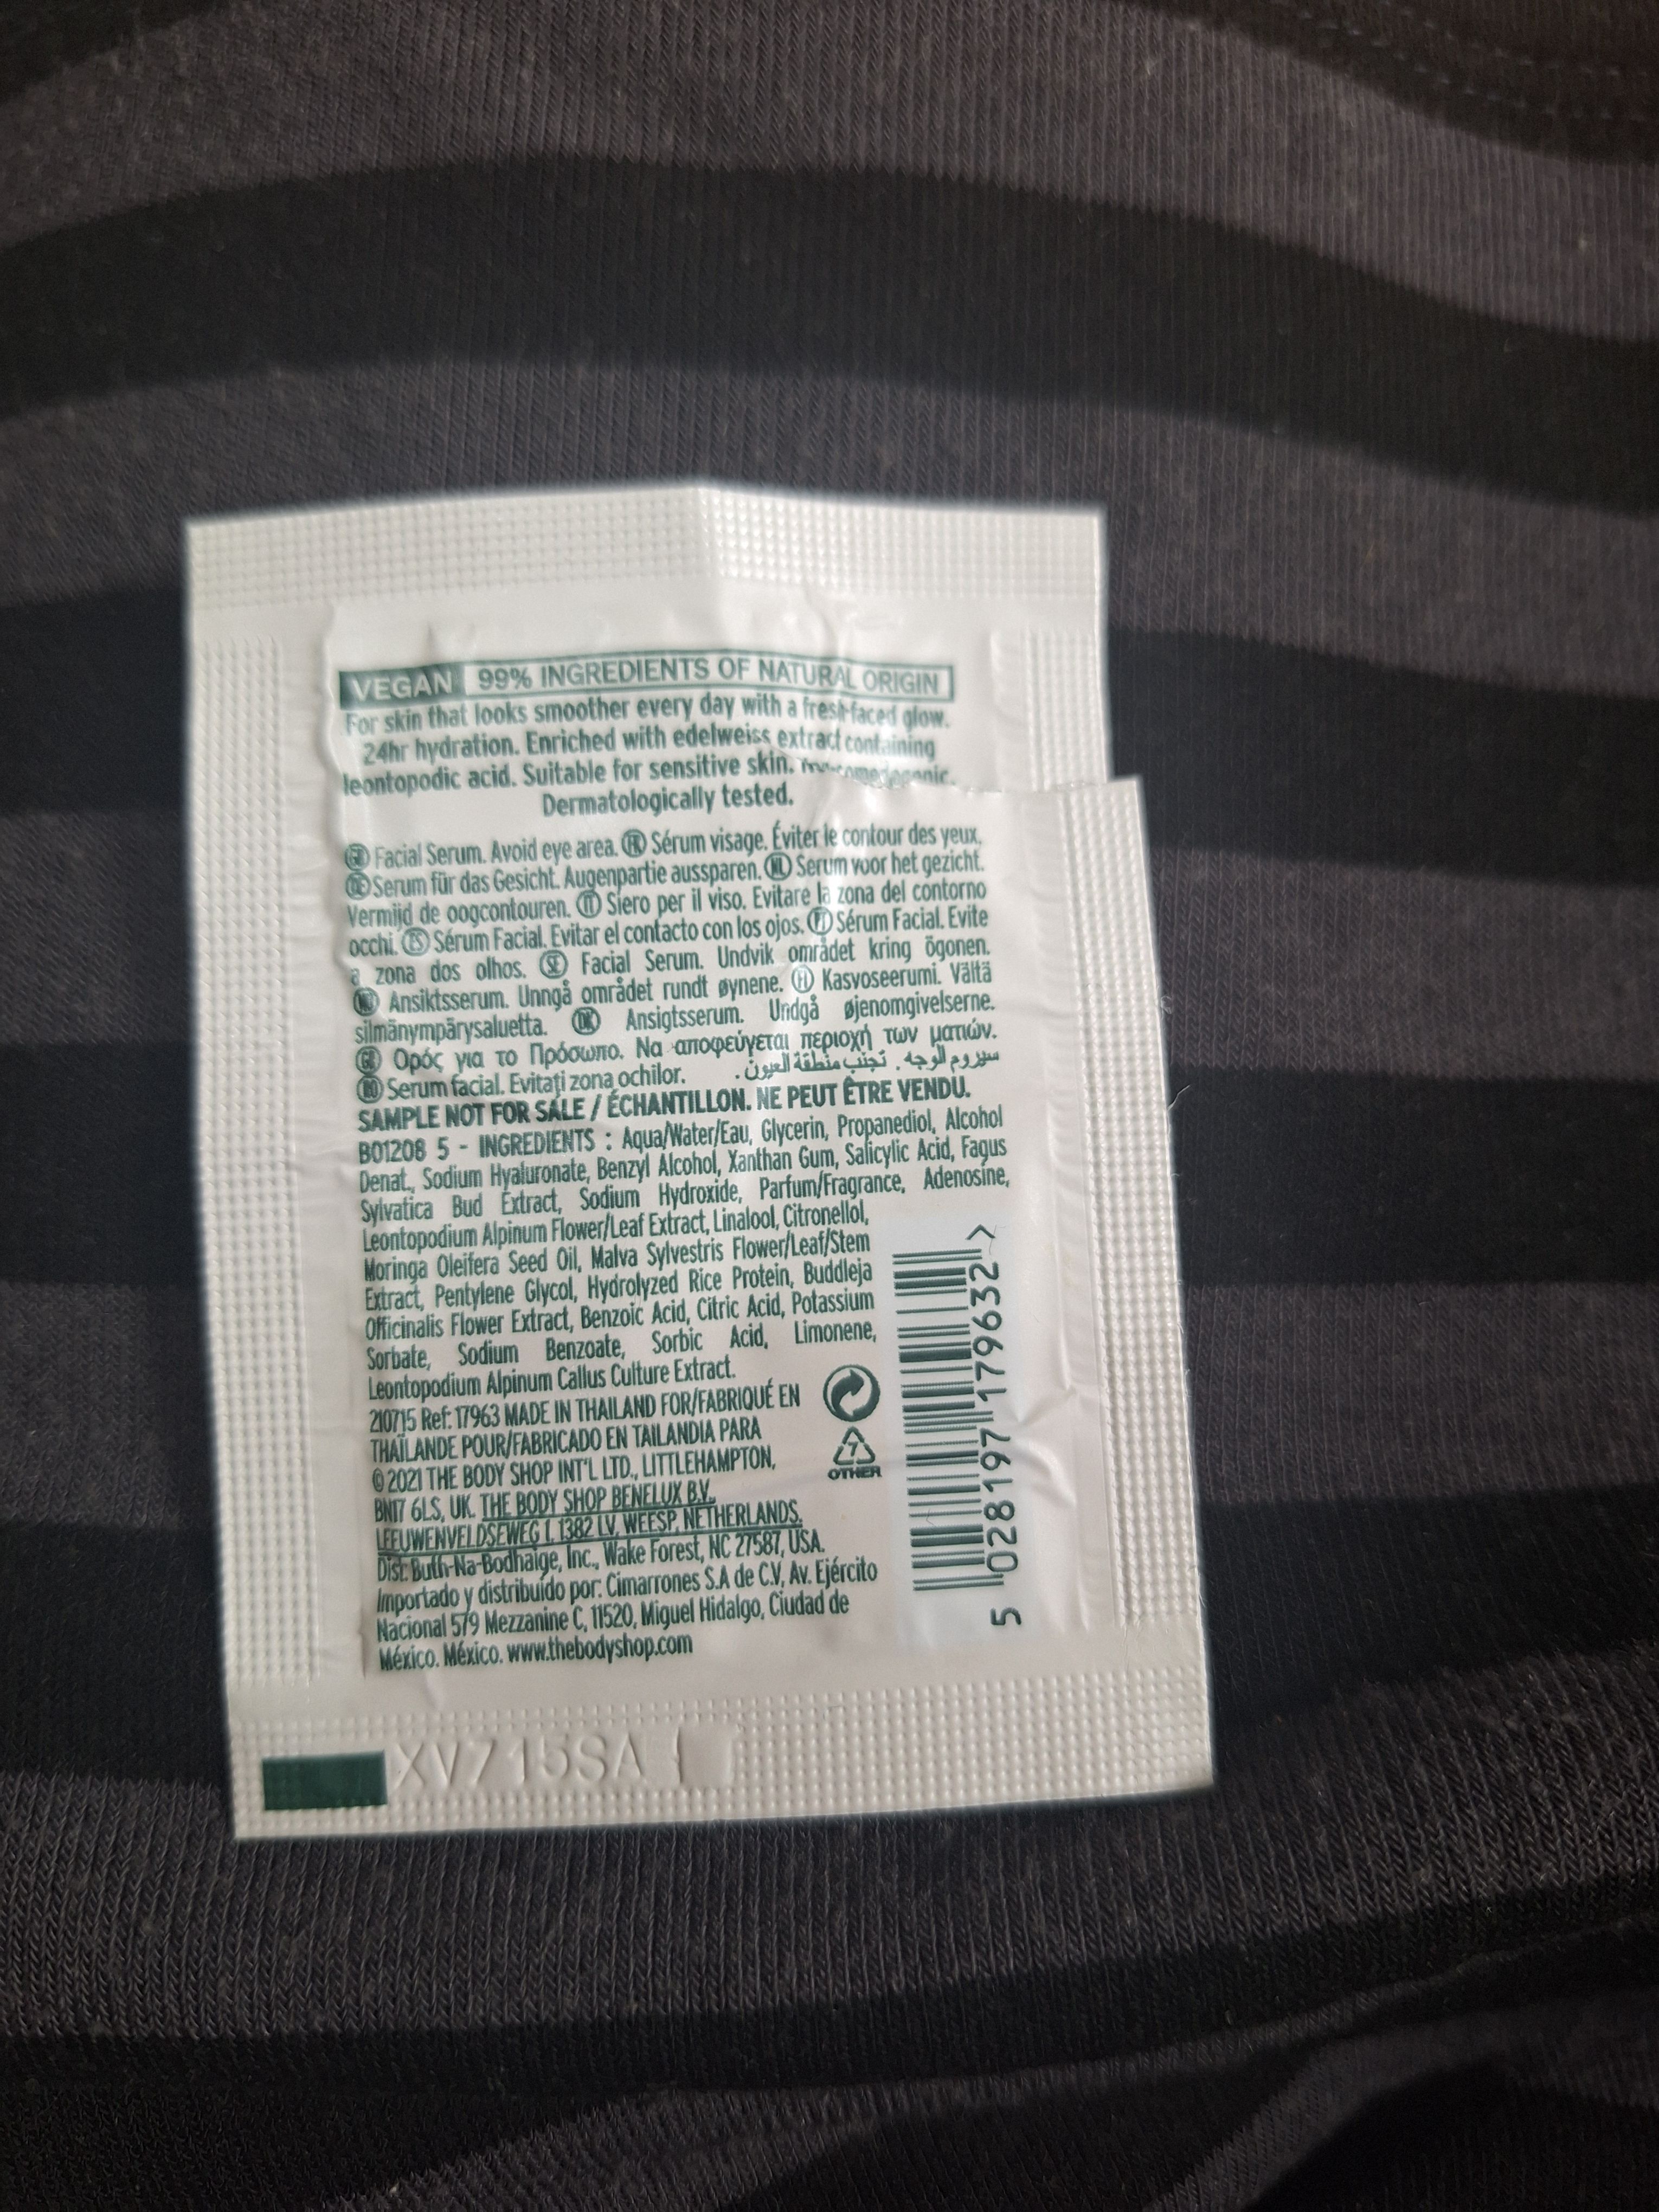 VEGAN 99% INGREDIENTS OF NATURAL ORIGIN
For skin that looks smoother every day with a fresh-faced glow.
24hr hydration. Enriched with edelweiss extract containing
leontopodic acid. Suitable for sensitive skin.
Dermatologically tested.
GB Facial Serum. Avoid eye area. FR Sérum visage. Éviter le contour des yeux.
DE Serum für das Gesicht. Augenpartie aussparen. NL Serum voor het gezicht.
Vermijd de oogcontouren. IT Siero per il viso. Evitare la zona del contorno
occhi. ES Sérum Facial. Evitar el contacto con los ojos. PT Sérum Facial. Evite
a zona dos olhos. SE Facial Serum. Undvik området kring ögonen.
NO Ansiktsserum. Unngå området rundt øynene. FI Kasvoseerumi. Vältä
silmänympärysaluetta. DK Ansigtsserum. Undgå øjenomgivelserne.
GR Ορός για το Πρόσωπο. Να αποφεύγεται περιοχή των ματιών.
RO Serum facial. Evitați zona ochilor. سيروم الوجه. تجنب منطقة العيون.
SAMPLE NOT FOR SALE / ÉCHANTILLON. NE PEUT ÊTRE VENDU.
B01208 5 - INGREDIENTS : Aqua/Water/Eau, Glycerin, Propanediol, Alcohol
Denat., Sodium Hyaluronate, Benzyl Alcohol, Xanthan Gum, Salicylic Acid, Fagus
Sylvatica Bud Extract, Sodium Hydroxide, Parfum/Fragrance, Adenosine,
Leontopodium Alpinum Flower/Leaf Extract, Linalool, Citronellol,
Moringa Oleifera Seed Oil, Malva Sylvestris Flower/Leaf/Stem
Extract, Pentylene Glycol, Hydrolyzed Rice Protein, Buddleja
Officinalis Flower Extract, Benzoic Acid, Citric Acid, Potassium
Sorbate, Sodium Benzoate, Sorbic Acid, Limonene,
Leontopodium Alpinum Callus Culture Extract.
210715 Ref: 17963 MADE IN THAILAND FOR/FABRIQUÉ EN
THAÏLANDE POUR/FABRICADO EN TAILANDIA PARA
© 2021 THE BODY SHOP INT'L LTD., LITTLEHAMPTON,
BN17 6LS, UK. THE BODY SHOP BENELUX B.V.
LEEUWENVELDSEWEG 1, 1382 LV, WEESP, NETHERLANDS.
Dist: Buth-Na-Bodhaige, Inc., Wake Forest, NC 27587, USA.
Importado y distribuido por: Cimarrones S.A de C.V, Av. Ejército
Nacional 579 Mezzanine C, 11520, Miguel Hidalgo, Ciudad de
México. México. www.thebodyshop.com
7
OTHER
5 028197 179632 >
XV715SA